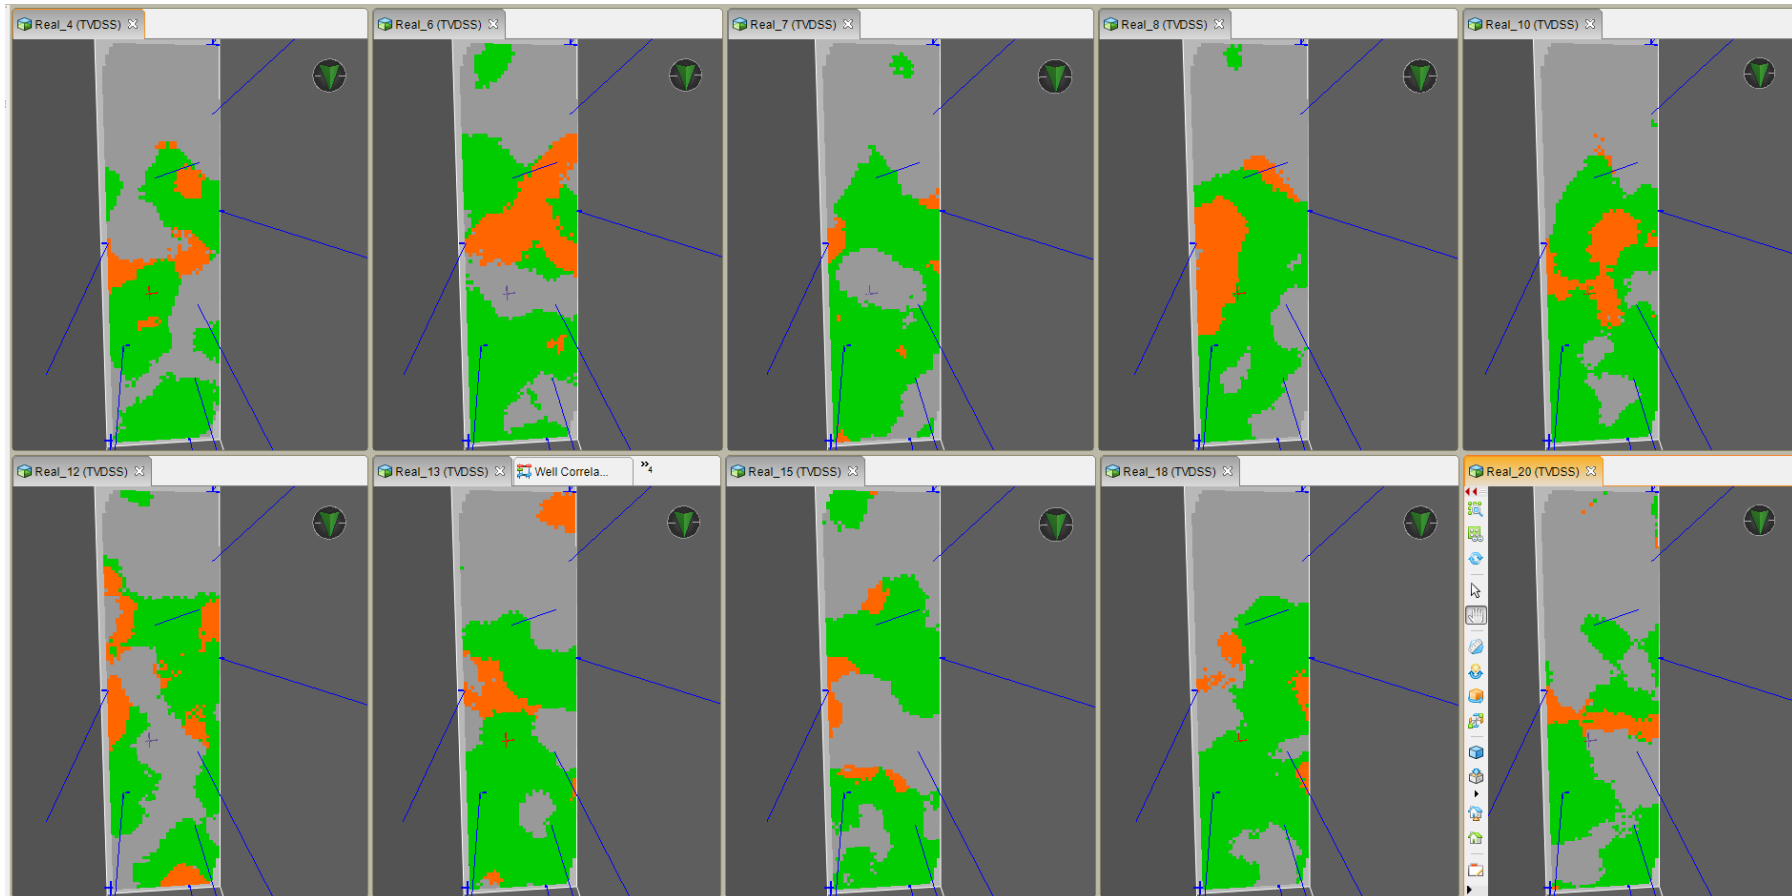 Real_4 (TVDSS)
Real_6 (TVDSS)
Real_7 (TVDSS)
Real_8 (TVDSS)
Real_10 (TVDSS)
Real_12 (TVDSS)
Real_13 (TVDSS)
Well Correla...
4
Real_15 (TVDSS)
Real_18 (TVDSS)
Real_20 (TVDSS)